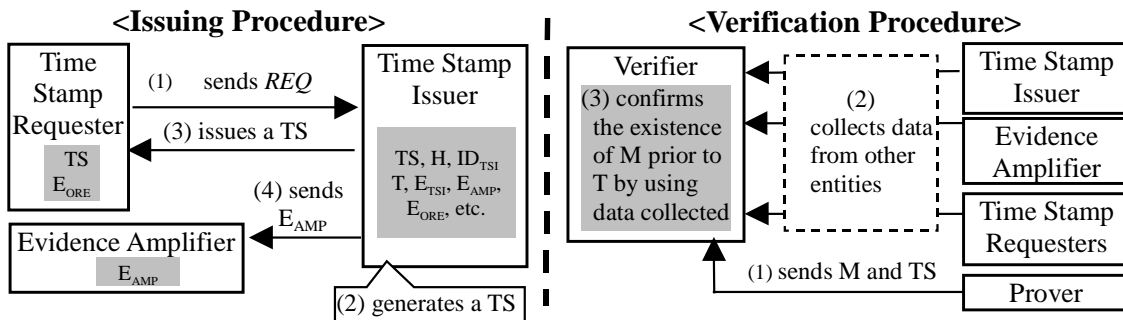 <Issuing Procedure>
Time
Stamp
Requester
TS
E_ORE
(1) sends REQ
(3) issues a TS
(4) sends
E_AMP
Time Stamp
Issuer
TS, H, ID_TSI
T, E_TSI, E_AMP,
E_ORE, etc.
Evidence Amplifier
E_AMP
(2) generates a TS
<Verification Procedure>
Verifier
(3) confirms
the existence
of M prior to
T by using
data collected
(2)
collects data
from other
entities
Time Stamp
Issuer
Evidence
Amplifier
Time Stamp
Requesters
(1) sends M and TS
Prover